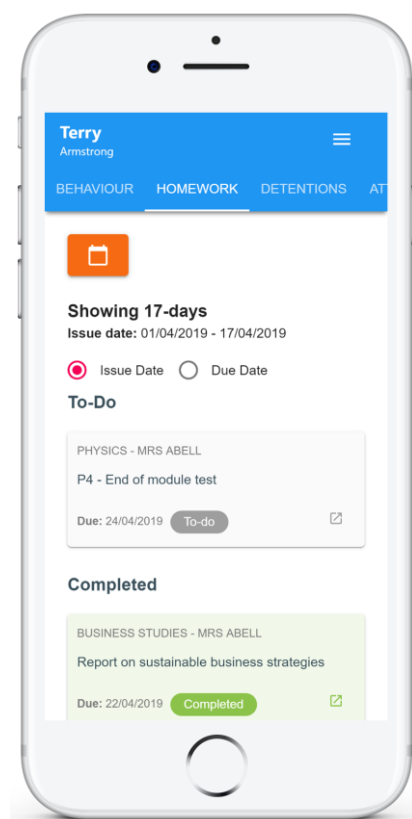 Terry
Armstrong
BEHAVIOUR HOMEWORK DETENTIONS AT
Showing 17-days
Issue date: 01/04/2019 - 17/04/2019
Issue Date Due Date
To-Do
PHYSICS - MRS ABELL
P4 - End of module test
Due: 24/04/2019 To-do
Completed
BUSINESS STUDIES - MRS ABELL
Report on sustainable business strategies
Due: 22/04/2019 Completed